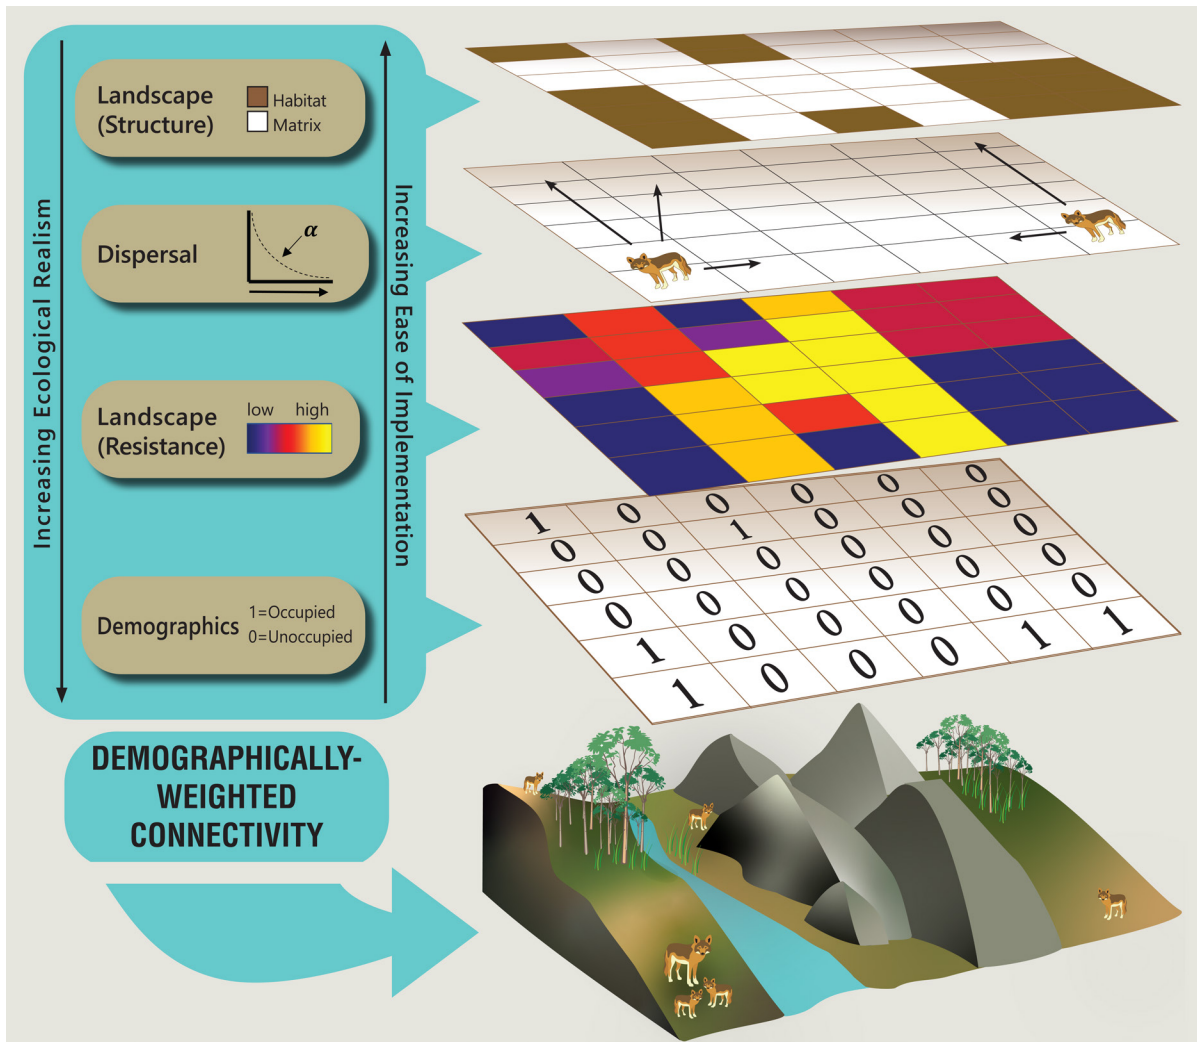 Increasing Ecological Realism
Increasing Ease of Implementation
Landscape
(Structure)
Habitat
Matrix
Dispersal
α
Landscape
(Resistance)
low high
Demographics
1=Occupied
0=Unoccupied
1 0 0 0 0 0
0 0 1 0 0 0
0 0 0 0 0 0
0 0 0 0 0 0
1 0 0 0 0 0
1 0 0 0 1 1
DEMOGRAPHICALLY-
WEIGHTED
CONNECTIVITY